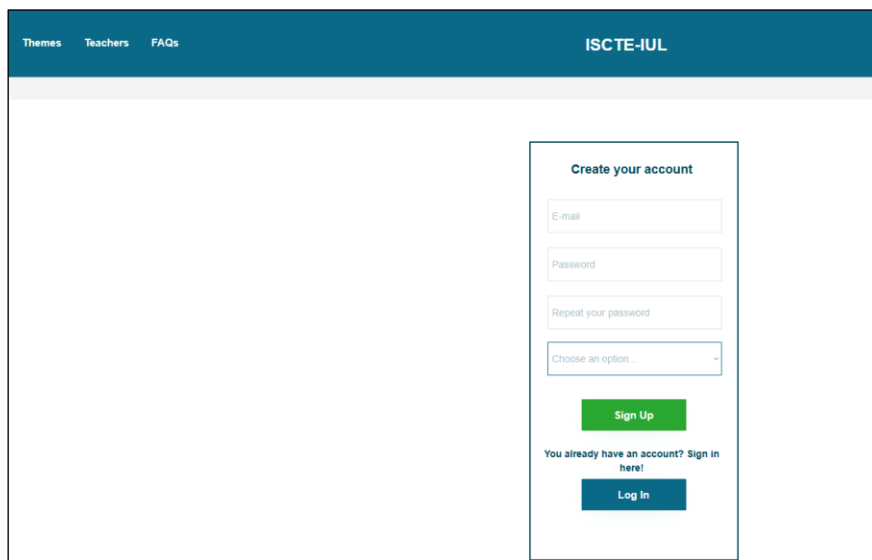 Themes Teachers FAQs ISCTE-IUL
Create your account
E-mail
Password
Repeat your password
Choose an option...
Sign Up
You already have an account? Sign in
here!
Log In